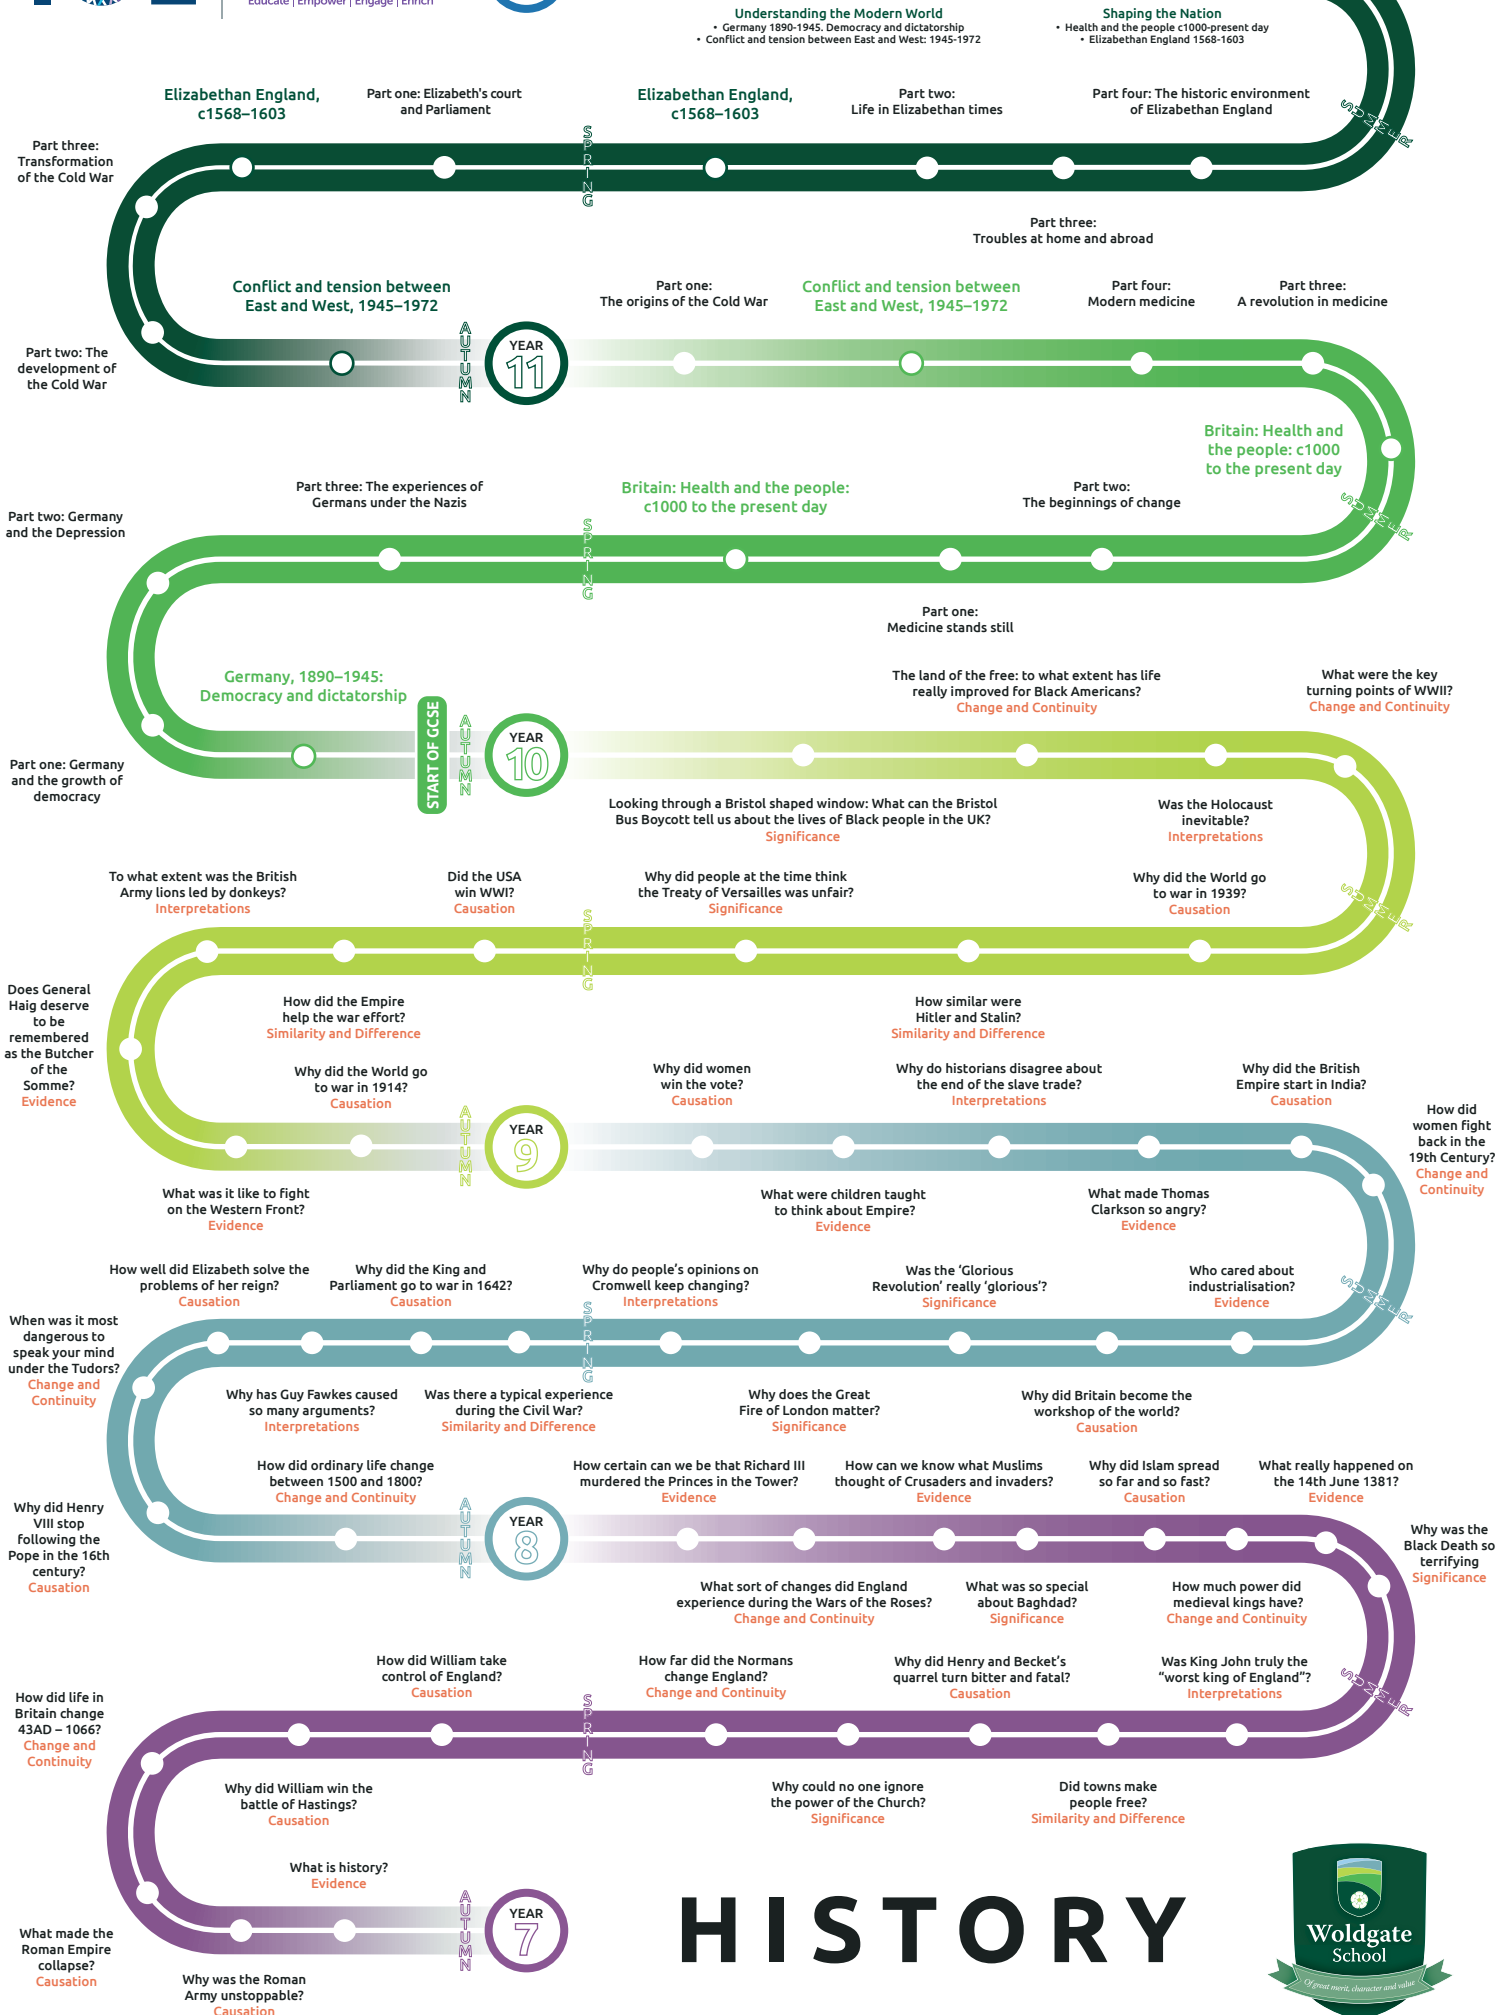 Educate | Empower | Engage | Enrich
Understanding the Modern World
• Germany 1890-1945. Democracy and dictatorship
• Conflict and tension between East and West: 1945-1972
Shaping the Nation
• Health and the people c1000-present day
• Elizabethan England 1568-1603
Elizabethan England,
c1568–1603
Part one: Elizabeth's court
and Parliament
Elizabethan England,
c1568–1603
Part two:
Life in Elizabethan times
Part four: The historic environment
of Elizabethan England
SUMMER
SPRING
Part three:
Transformation
of the Cold War
Part three:
Troubles at home and abroad
Conflict and tension between
East and West, 1945–1972
Part one:
The origins of the Cold War
Conflict and tension between
East and West, 1945–1972
Part four:
Modern medicine
Part three:
A revolution in medicine
AUTUMN
YEAR
11
Part two: The
development of
the Cold War
Britain: Health and
the people: c1000
to the present day
Part three: The experiences of
Germans under the Nazis
Britain: Health and the people:
c1000 to the present day
Part two:
The beginnings of change
SUMMER
SPRING
Part two: Germany
and the Depression
Part one:
Medicine stands still
Germany, 1890–1945:
Democracy and dictatorship
The land of the free: to what extent has life
really improved for Black Americans?
Change and Continuity
What were the key
turning points of WWII?
Change and Continuity
START OF GCSE
AUTUMN
YEAR
10
Part one: Germany
and the growth of
democracy
Looking through a Bristol shaped window: What can the Bristol
Bus Boycott tell us about the lives of Black people in the UK?
Significance
Was the Holocaust
inevitable?
Interpretations
To what extent was the British
Army lions led by donkeys?
Interpretations
Did the USA
win WWI?
Causation
Why did people at the time think
the Treaty of Versailles was unfair?
Significance
Why did the World go
to war in 1939?
Causation
SUMMER
SPRING
Does General
Haig deserve
to be
remembered
as the Butcher
of the
Somme?
Evidence
How did the Empire
help the war effort?
Similarity and Difference
How similar were
Hitler and Stalin?
Similarity and Difference
Why did the World go
to war in 1914?
Causation
Why did women
win the vote?
Causation
Why do historians disagree about
the end of the slave trade?
Interpretations
Why did the British
Empire start in India?
Causation
How did
women fight
back in the
19th Century?
Change and
Continuity
AUTUMN
YEAR
9
What was it like to fight
on the Western Front?
Evidence
What were children taught
to think about Empire?
Evidence
What made Thomas
Clarkson so angry?
Evidence
How well did Elizabeth solve the
problems of her reign?
Causation
Why did the King and
Parliament go to war in 1642?
Causation
Why do people’s opinions on
Cromwell keep changing?
Interpretations
Was the ‘Glorious
Revolution’ really ‘glorious’?
Significance
Who cared about
industrialisation?
Evidence
SUMMER
SPRING
When was it most
dangerous to
speak your mind
under the Tudors?
Change and
Continuity
Why has Guy Fawkes caused
so many arguments?
Interpretations
Was there a typical experience
during the Civil War?
Similarity and Difference
Why does the Great
Fire of London matter?
Significance
Why did Britain become the
workshop of the world?
Causation
How did ordinary life change
between 1500 and 1800?
Change and Continuity
How certain can we be that Richard III
murdered the Princes in the Tower?
Evidence
How can we know what Muslims
thought of Crusaders and invaders?
Evidence
Why did Islam spread
so far and so fast?
Causation
What really happened on
the 14th June 1381?
Evidence
Why did Henry
VIII stop
following the
Pope in the 16th
century?
Causation
AUTUMN
YEAR
8
Why was the
Black Death so
terrifying
Significance
What sort of changes did England
experience during the Wars of the Roses?
Change and Continuity
What was so special
about Baghdad?
Significance
How much power did
medieval kings have?
Change and Continuity
How did William take
control of England?
Causation
How far did the Normans
change England?
Change and Continuity
Why did Henry and Becket’s
quarrel turn bitter and fatal?
Causation
Was King John truly the
“worst king of England”?
Interpretations
SUMMER
SPRING
How did life in
Britain change
43AD – 1066?
Change and
Continuity
Why did William win the
battle of Hastings?
Causation
Why could no one ignore
the power of the Church?
Significance
Did towns make
people free?
Similarity and Difference
What is history?
Evidence
AUTUMN
YEAR
7
HISTORY
What made the
Roman Empire
collapse?
Causation
Why was the Roman
Army unstoppable?
Causation
Woldgate
School
Of great merit, character and value